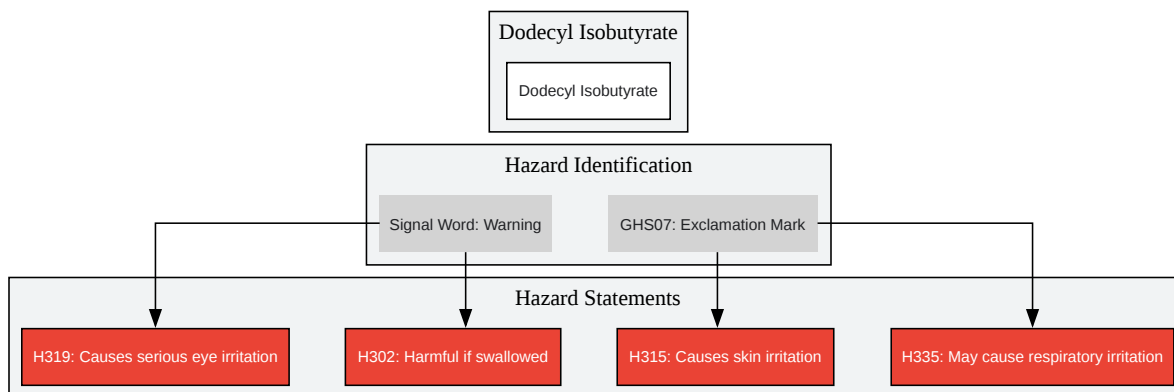 Dodecyl Isobutyrate
Dodecyl Isobutyrate
Hazard Identification
Signal Word: Warning
GHS07: Exclamation Mark
Hazard Statements
H319: Causes serious eye irritation
H302: Harmful if swallowed
H315: Causes skin irritation
H335: May cause respiratory irritation